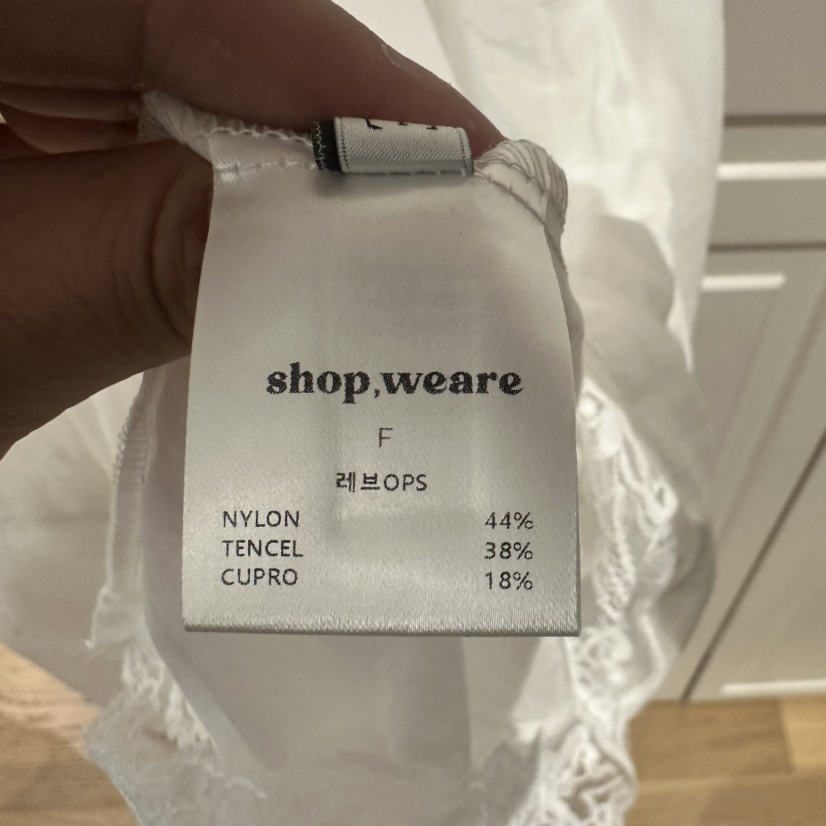 shop,weare
F
레브OPS
NYLON 44%
TENCEL 38%
CUPRO 18%